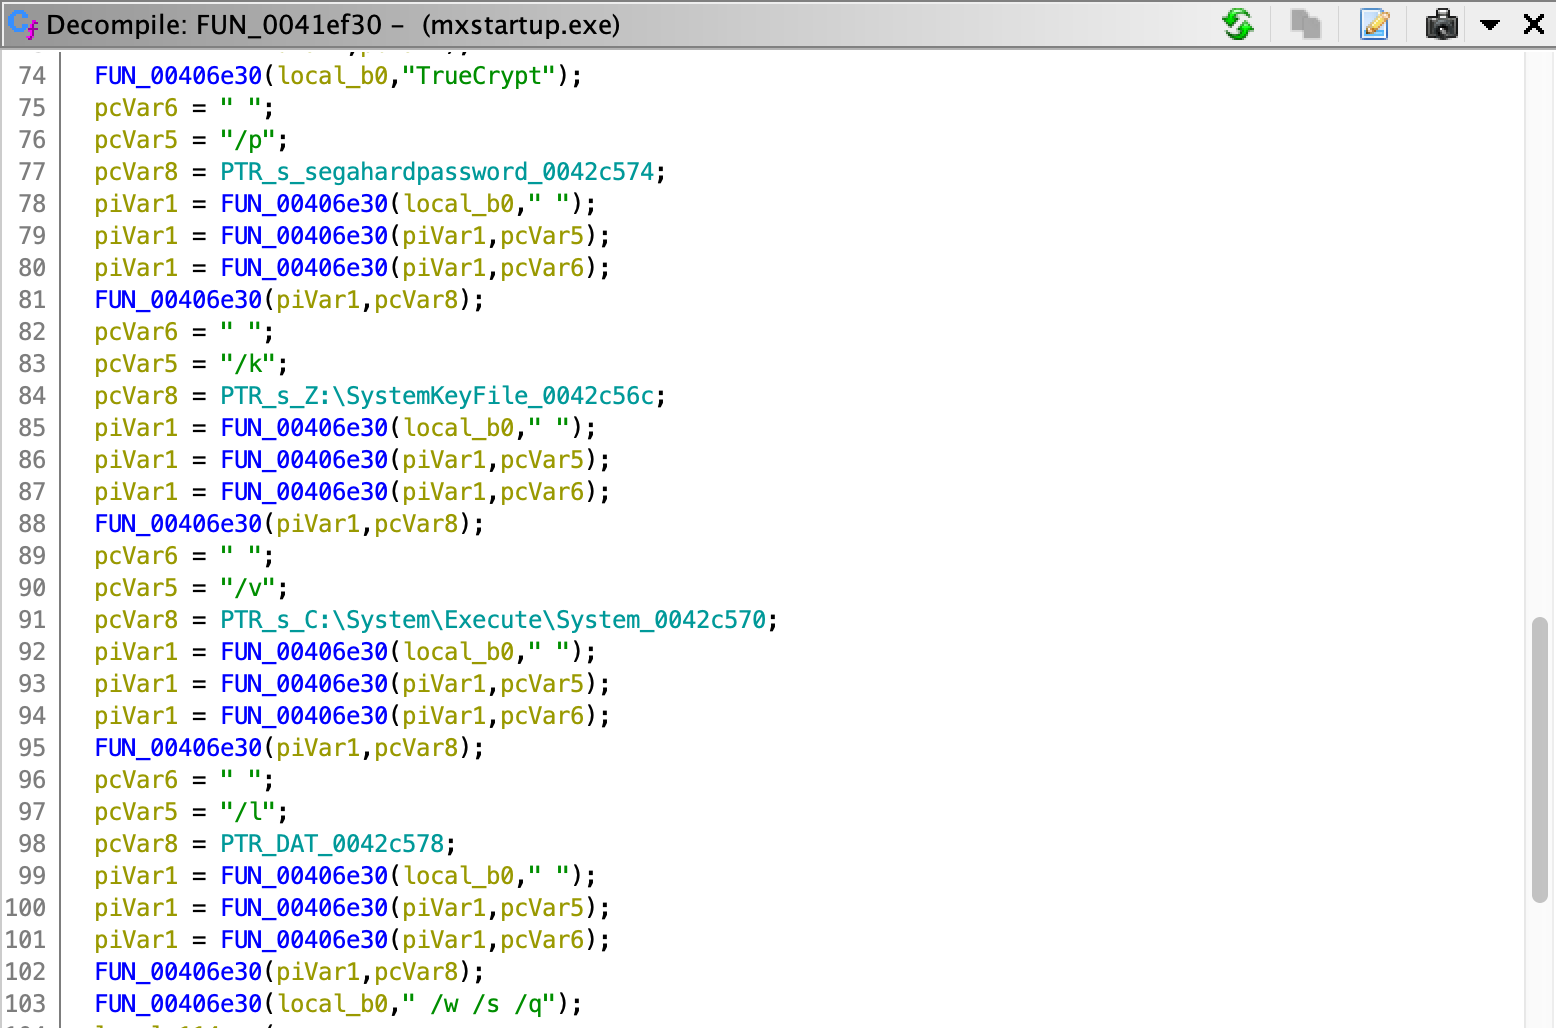 Decompile: FUN_0041ef30 – (mxstartup.exe)
74 FUN_00406e30(local_b0,"TrueCrypt");
75 pcVar6 = " ";
76 pcVar5 = "/p";
77 pcVar8 = PTR_s_segahardpassword_0042c574;
78 piVar1 = FUN_00406e30(local_b0," ");
79 piVar1 = FUN_00406e30(piVar1,pcVar5);
80 piVar1 = FUN_00406e30(piVar1,pcVar6);
81 FUN_00406e30(piVar1,pcVar8);
82 pcVar6 = " ";
83 pcVar5 = "/k";
84 pcVar8 = PTR_s_Z:\SystemKeyFile_0042c56c;
85 piVar1 = FUN_00406e30(local_b0," ");
86 piVar1 = FUN_00406e30(piVar1,pcVar5);
87 piVar1 = FUN_00406e30(piVar1,pcVar6);
88 FUN_00406e30(piVar1,pcVar8);
89 pcVar6 = " ";
90 pcVar5 = "/v";
91 pcVar8 = PTR_s_C:\System\Execute\System_0042c570;
92 piVar1 = FUN_00406e30(local_b0," ");
93 piVar1 = FUN_00406e30(piVar1,pcVar5);
94 piVar1 = FUN_00406e30(piVar1,pcVar6);
95 FUN_00406e30(piVar1,pcVar8);
96 pcVar6 = " ";
97 pcVar5 = "/l";
98 pcVar8 = PTR_DAT_0042c578;
99 piVar1 = FUN_00406e30(local_b0," ");
100 piVar1 = FUN_00406e30(piVar1,pcVar5);
101 piVar1 = FUN_00406e30(piVar1,pcVar6);
102 FUN_00406e30(piVar1,pcVar8);
103 FUN_00406e30(local_b0," /w /s /q");